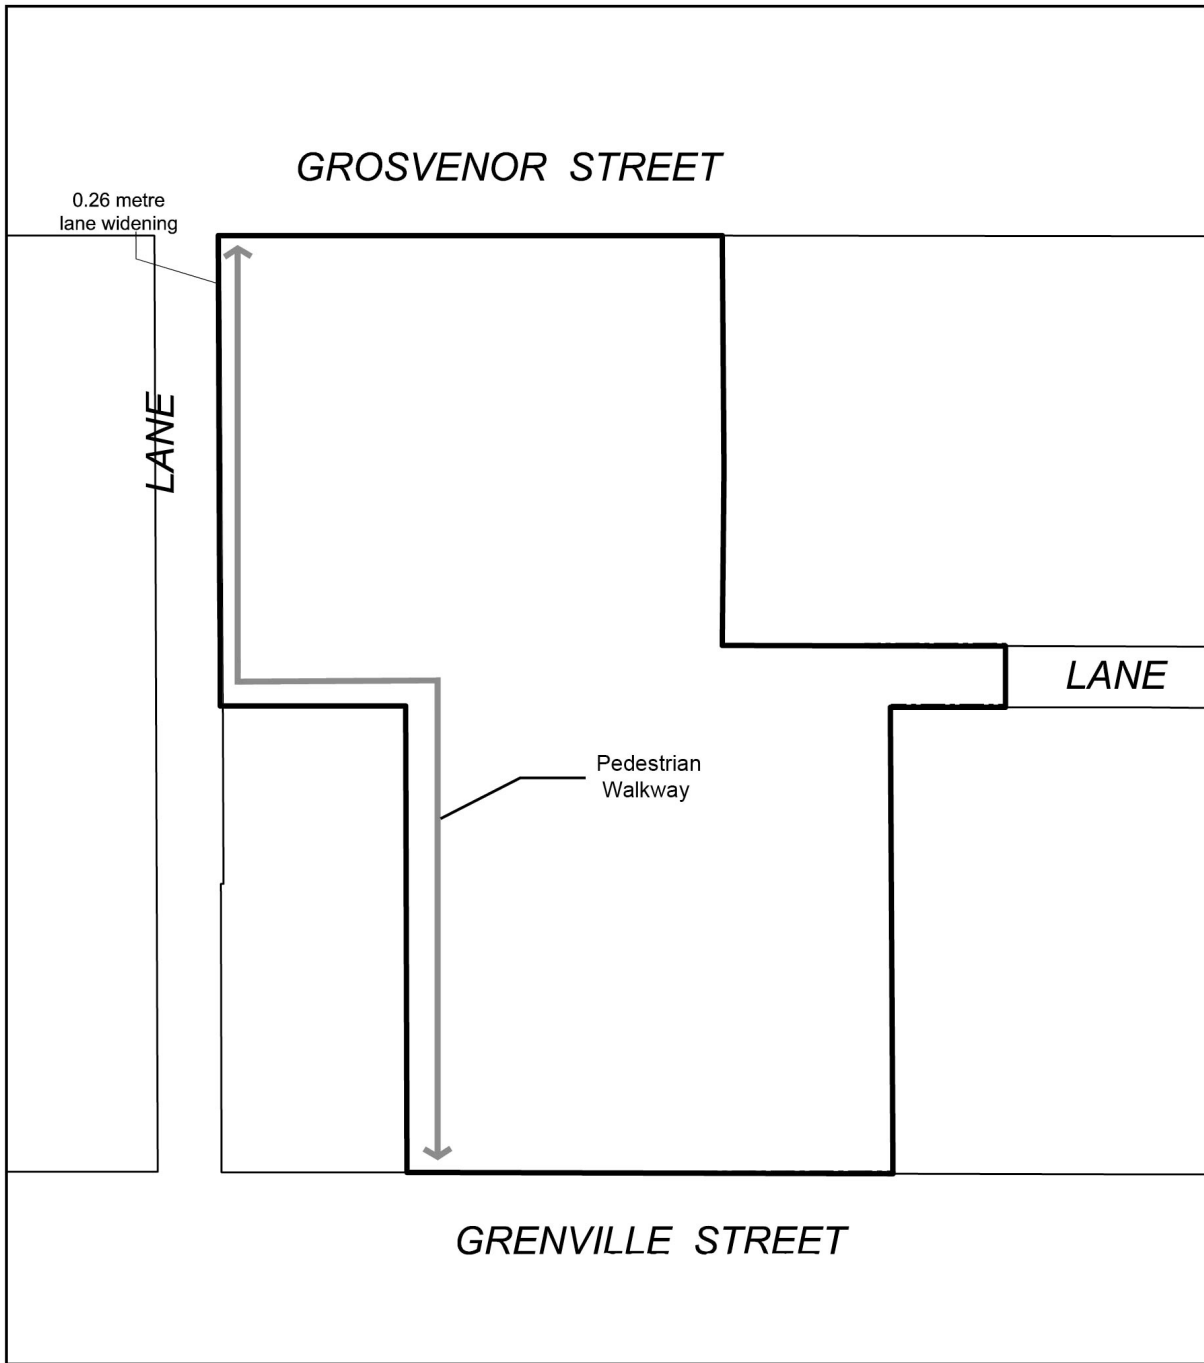 GROSVENOR STREET
0.26 metre
lane widening
LANE
LANE
Pedestrian
Walkway
GRENVILLE STREET